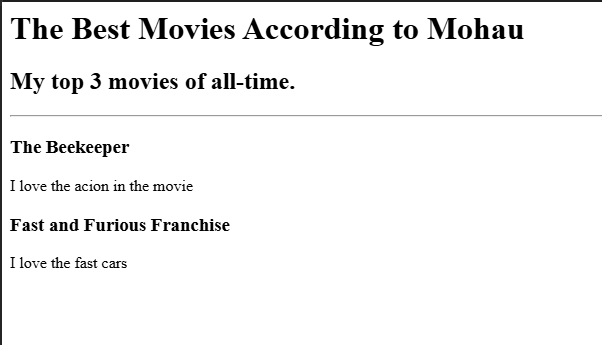 The Best Movies According to Mohau
My top 3 movies of all-time.
The Beekeeper
I love the acion in the movie
Fast and Furious Franchise
I love the fast cars